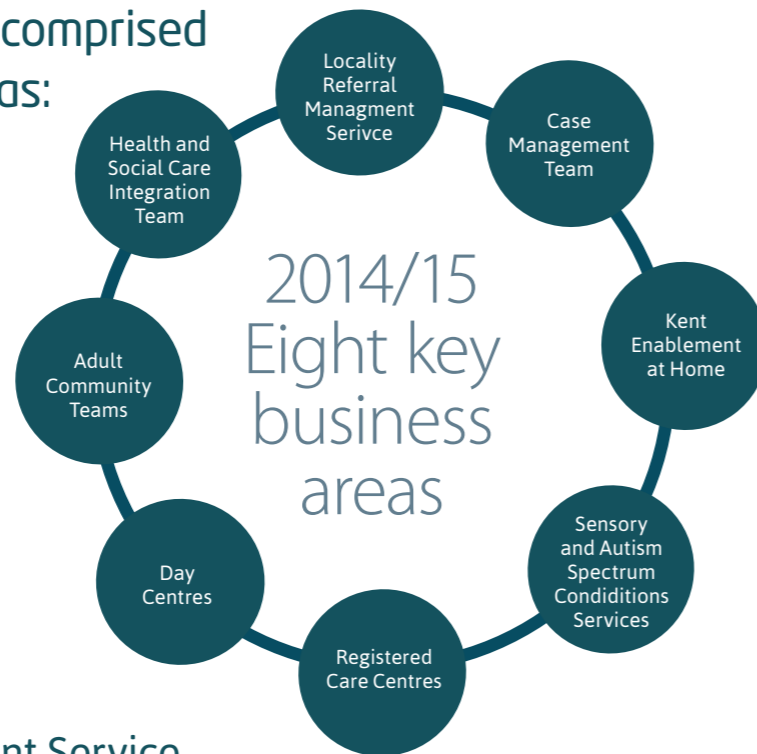 comprised
as:
Locality
Referral
Managment
Serivce
Case
Management
Team
Kent
Enablement
at Home
Sensory
and Autism
Spectrum
Condiditions
Services
Registered
Care Centres
Day
Centres
Adult
Community
Teams
Health and
Social Care
Integration
Team
2014/15
Eight key
business
areas
nt Service